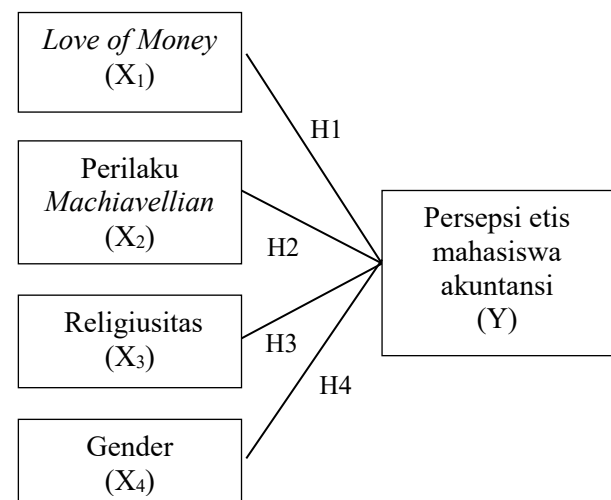 Love of Money
(X₁)
H1
Perilaku
Machiavellian
(X₂)
H2
Persepsi etis
mahasiswa
akuntansi
(Y)
Religiusitas
(X₃)
H3
H4
Gender
(X₄)